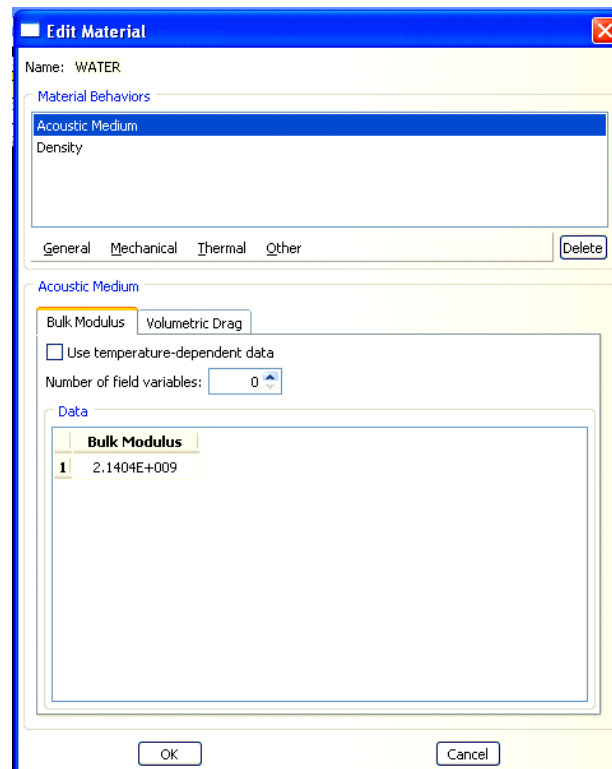 Edit Material
Name: WATER
Material Behaviors
Acoustic Medium
Density
General Mechanical Thermal Other Delete
Acoustic Medium
Bulk Modulus Volumetric Drag
Use temperature-dependent data
Number of field variables: 0
Data
Bulk Modulus
1 2.1404E+009
OK Cancel